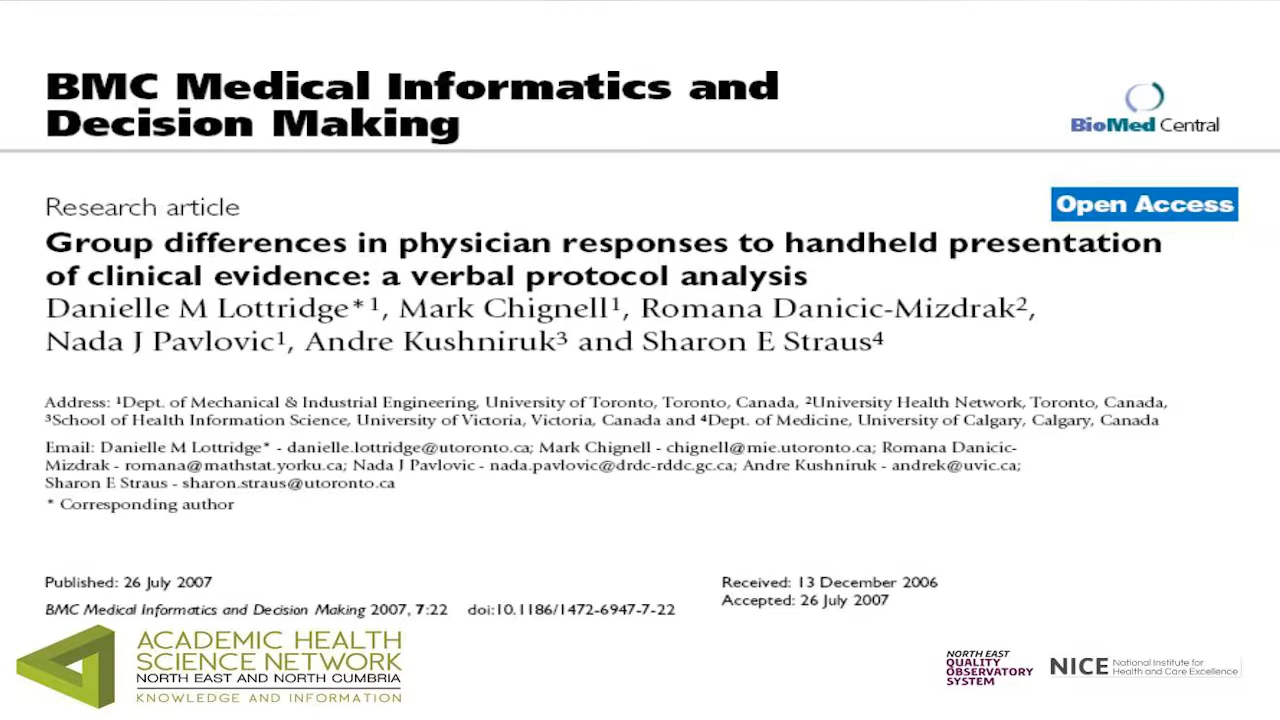 BMC Medical Informatics and
Decision Making
BioMed Central
Research article
Open Access
Group differences in physician responses to handheld presentation
of clinical evidence: a verbal protocol analysis
Danielle M Lottridge*¹, Mark Chignell¹, Romana Danicic-Mizdrak²,
Nada J Pavlovic¹, Andre Kushniruk³ and Sharon E Straus⁴
Address: ¹Dept. of Mechanical & Industrial Engineering, University of Toronto, Toronto, Canada, ²University Health Network, Toronto, Canada,
³School of Health Information Science, University of Victoria, Victoria, Canada and ⁴Dept. of Medicine, University of Calgary, Calgary, Canada
Email: Danielle M Lottridge* - danielle.lottridge@utoronto.ca; Mark Chignell - chignell@mie.utoronto.ca; Romana Danicic-
Mizdrak - romana@mathstat.yorku.ca; Nada J Pavlovic - nada.pavlovic@drdc-rddc.gc.ca; Andre Kushniruk - andrek@uvic.ca;
Sharon E Straus - sharon.straus@utoronto.ca
* Corresponding author
Published: 26 July 2007
BMC Medical Informatics and Decision Making 2007, 7:22 doi:10.1186/1472-6947-7-22
Received: 13 December 2006
Accepted: 26 July 2007
ACADEMIC HEALTH
SCIENCE NETWORK
NORTH EAST AND NORTH CUMBRIA
KNOWLEDGE AND INFORMATION
NORTH EAST
QUALITY
OBSERVATORY
SYSTEM
NICE National Institute for
Health and Care Excellence